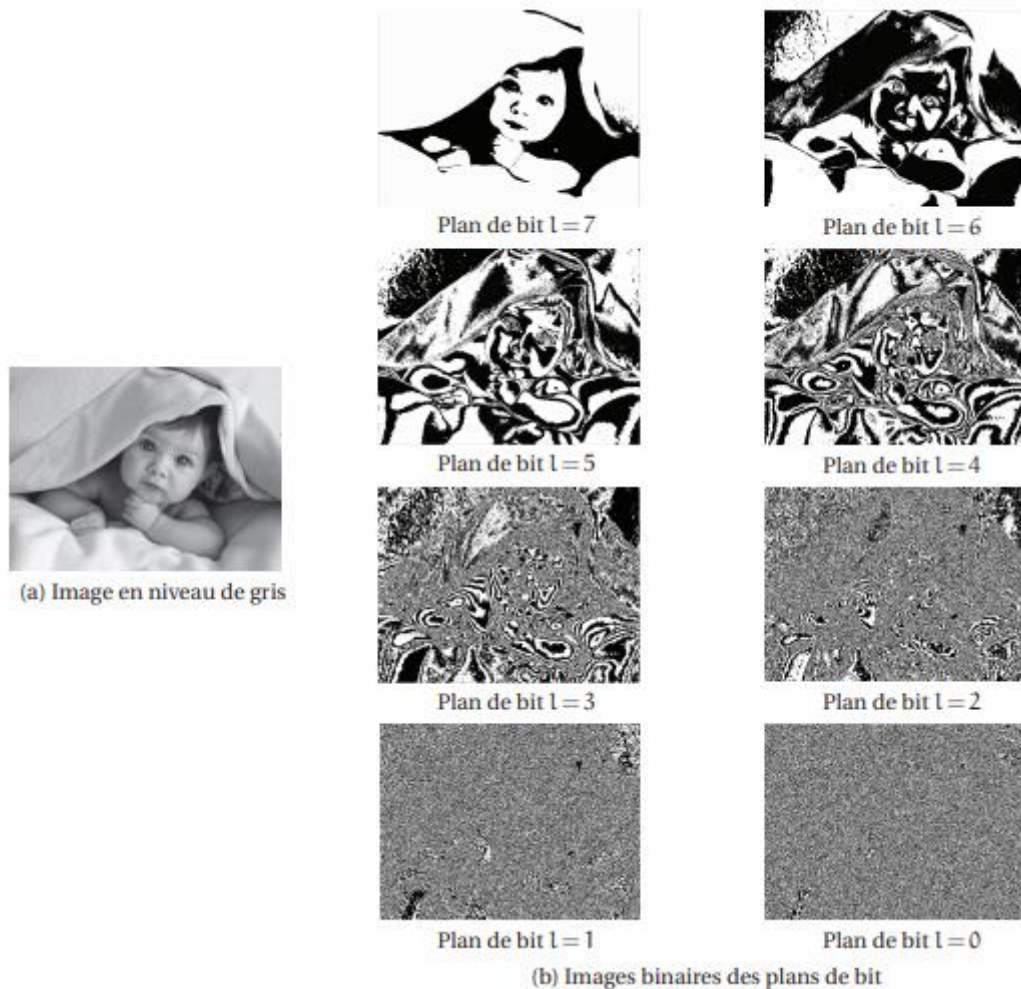 Plan de bit l = 7
Plan de bit l = 6
Plan de bit l = 5
Plan de bit l = 4
(a) Image en niveau de gris
Plan de bit l = 3
Plan de bit l = 2
Plan de bit l = 1
Plan de bit l = 0
(b) Images binaires des plans de bit